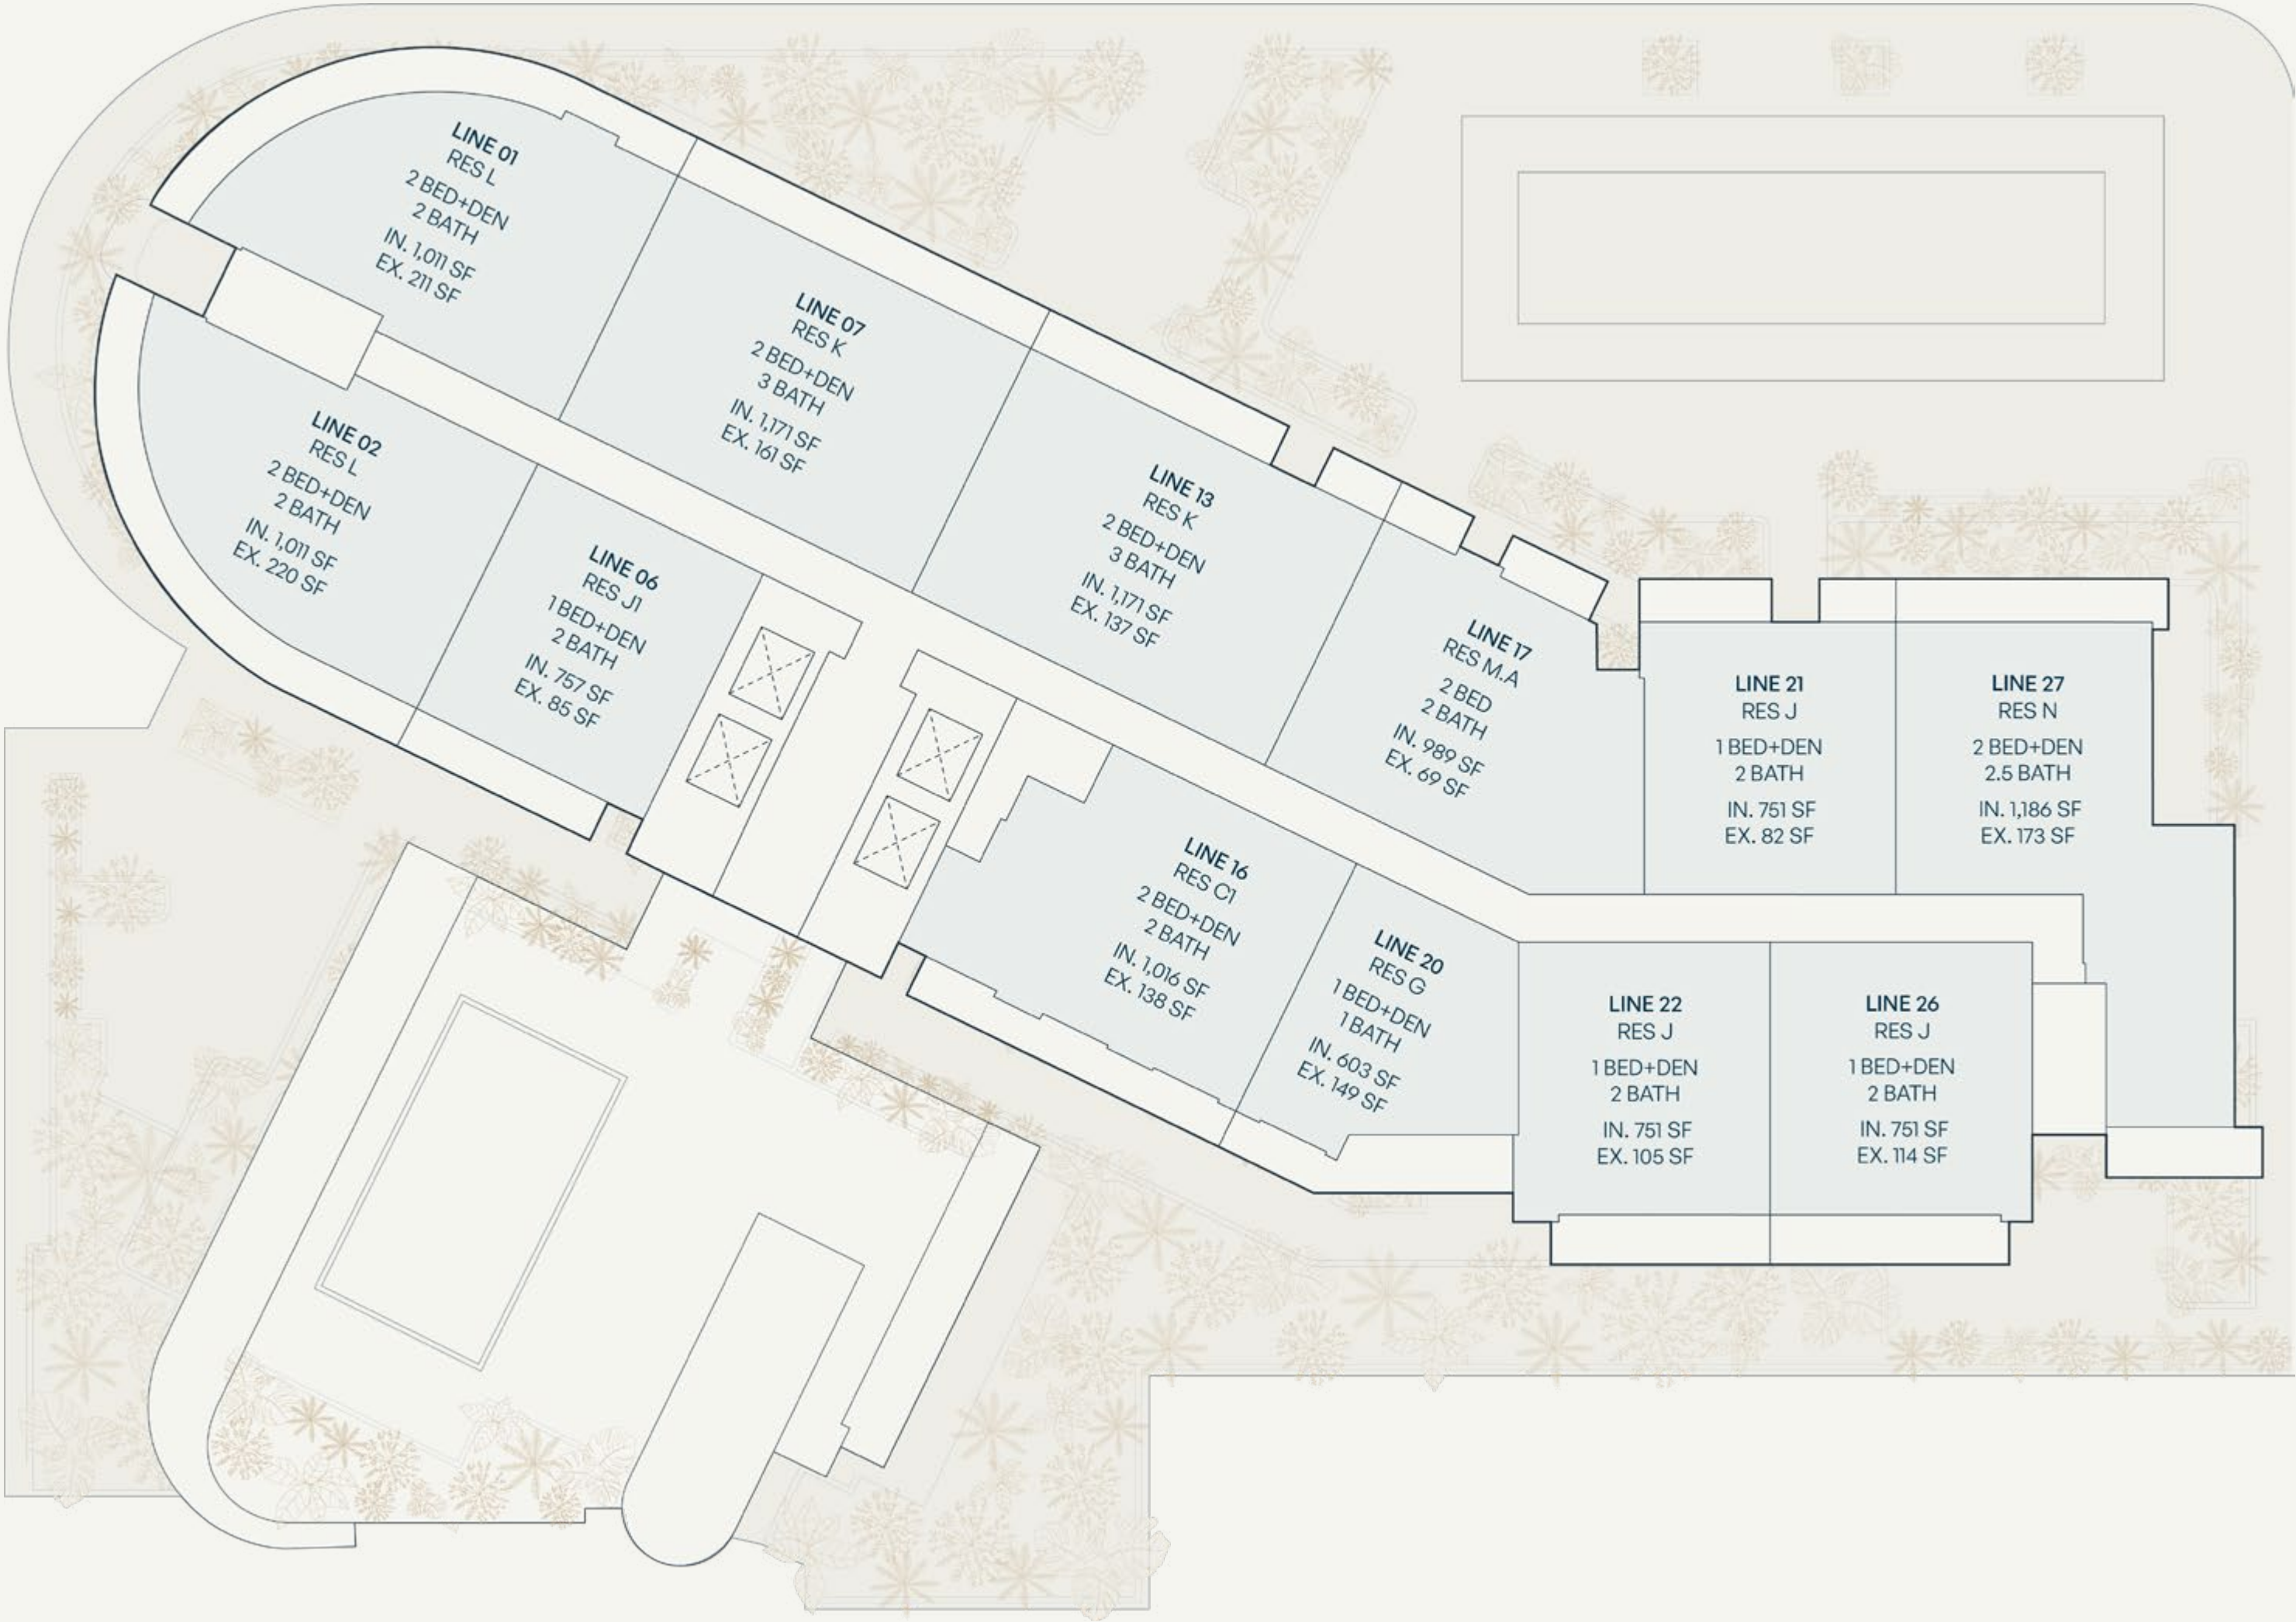 LINE 01
RES L
2 BED+DEN
2 BATH
IN. 1,011 SF
EX. 211 SF
LINE 07
RES K
2 BED+DEN
3 BATH
IN. 1,171 SF
EX. 161 SF
LINE 02
RES L
2 BED+DEN
2 BATH
IN. 1,011 SF
EX. 220 SF
LINE 13
RES K
2 BED+DEN
3 BATH
IN. 1,171 SF
EX. 137 SF
LINE 06
RES J1
1 BED+DEN
2 BATH
IN. 757 SF
EX. 85 SF
LINE 17
RES M.A
2 BED
2 BATH
IN. 989 SF
EX. 69 SF
LINE 21
RES J
1 BED+DEN
2 BATH
IN. 751 SF
EX. 82 SF
LINE 27
RES N
2 BED+DEN
2.5 BATH
IN. 1,186 SF
EX. 173 SF
LINE 16
RES C1
2 BED+DEN
2 BATH
IN. 1,016 SF
EX. 138 SF
LINE 20
RES G
1 BED+DEN
1 BATH
IN. 603 SF
EX. 149 SF
LINE 22
RES J
1 BED+DEN
2 BATH
IN. 751 SF
EX. 105 SF
LINE 26
RES J
1 BED+DEN
2 BATH
IN. 751 SF
EX. 114 SF